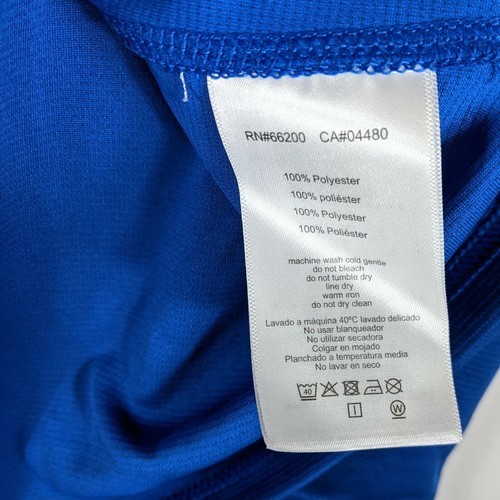 RN#66200 CA#04480
100% Polyester
100% poliéster
100% Polyester
100% Poliéster
machine wash cold gentle
do not bleach
do not tumble dry
line dry
warm iron
do not dry clean
Lavado a máquina 40ºC lavado delicado
No usar blanqueador
No utilizar secadora
Colgar en mojado
Planchado a temperatura media
No lavar en seco
40
W